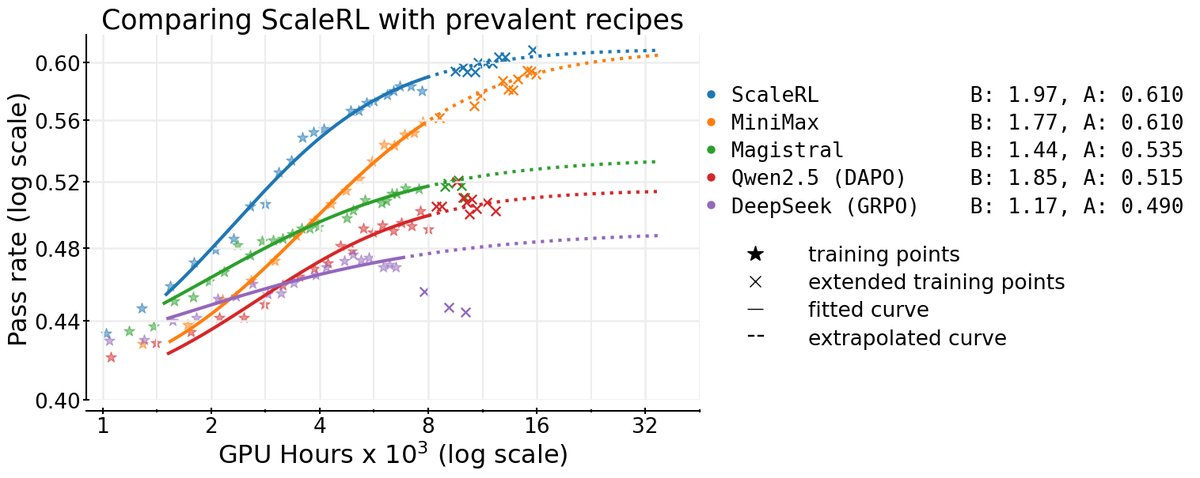 Comparing ScaleRL with prevalent recipes
Pass rate (log scale)
0.60
0.56
0.52
0.48
0.44
0.40
1 2 4 8 16 32
GPU Hours x 10³ (log scale)
ScaleRL B: 1.97, A: 0.610
MiniMax B: 1.77, A: 0.610
Magistral B: 1.44, A: 0.535
Qwen2.5 (DAPO) B: 1.85, A: 0.515
DeepSeek (GRPO) B: 1.17, A: 0.490
training points
extended training points
fitted curve
extrapolated curve